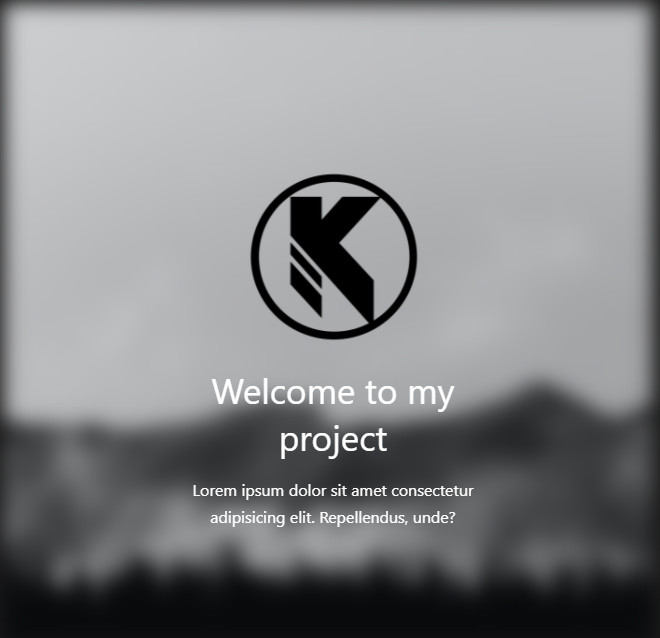 K
Welcome to my
project
Lorem ipsum dolor sit amet consectetur
adipisicing elit. Repellendus, unde?